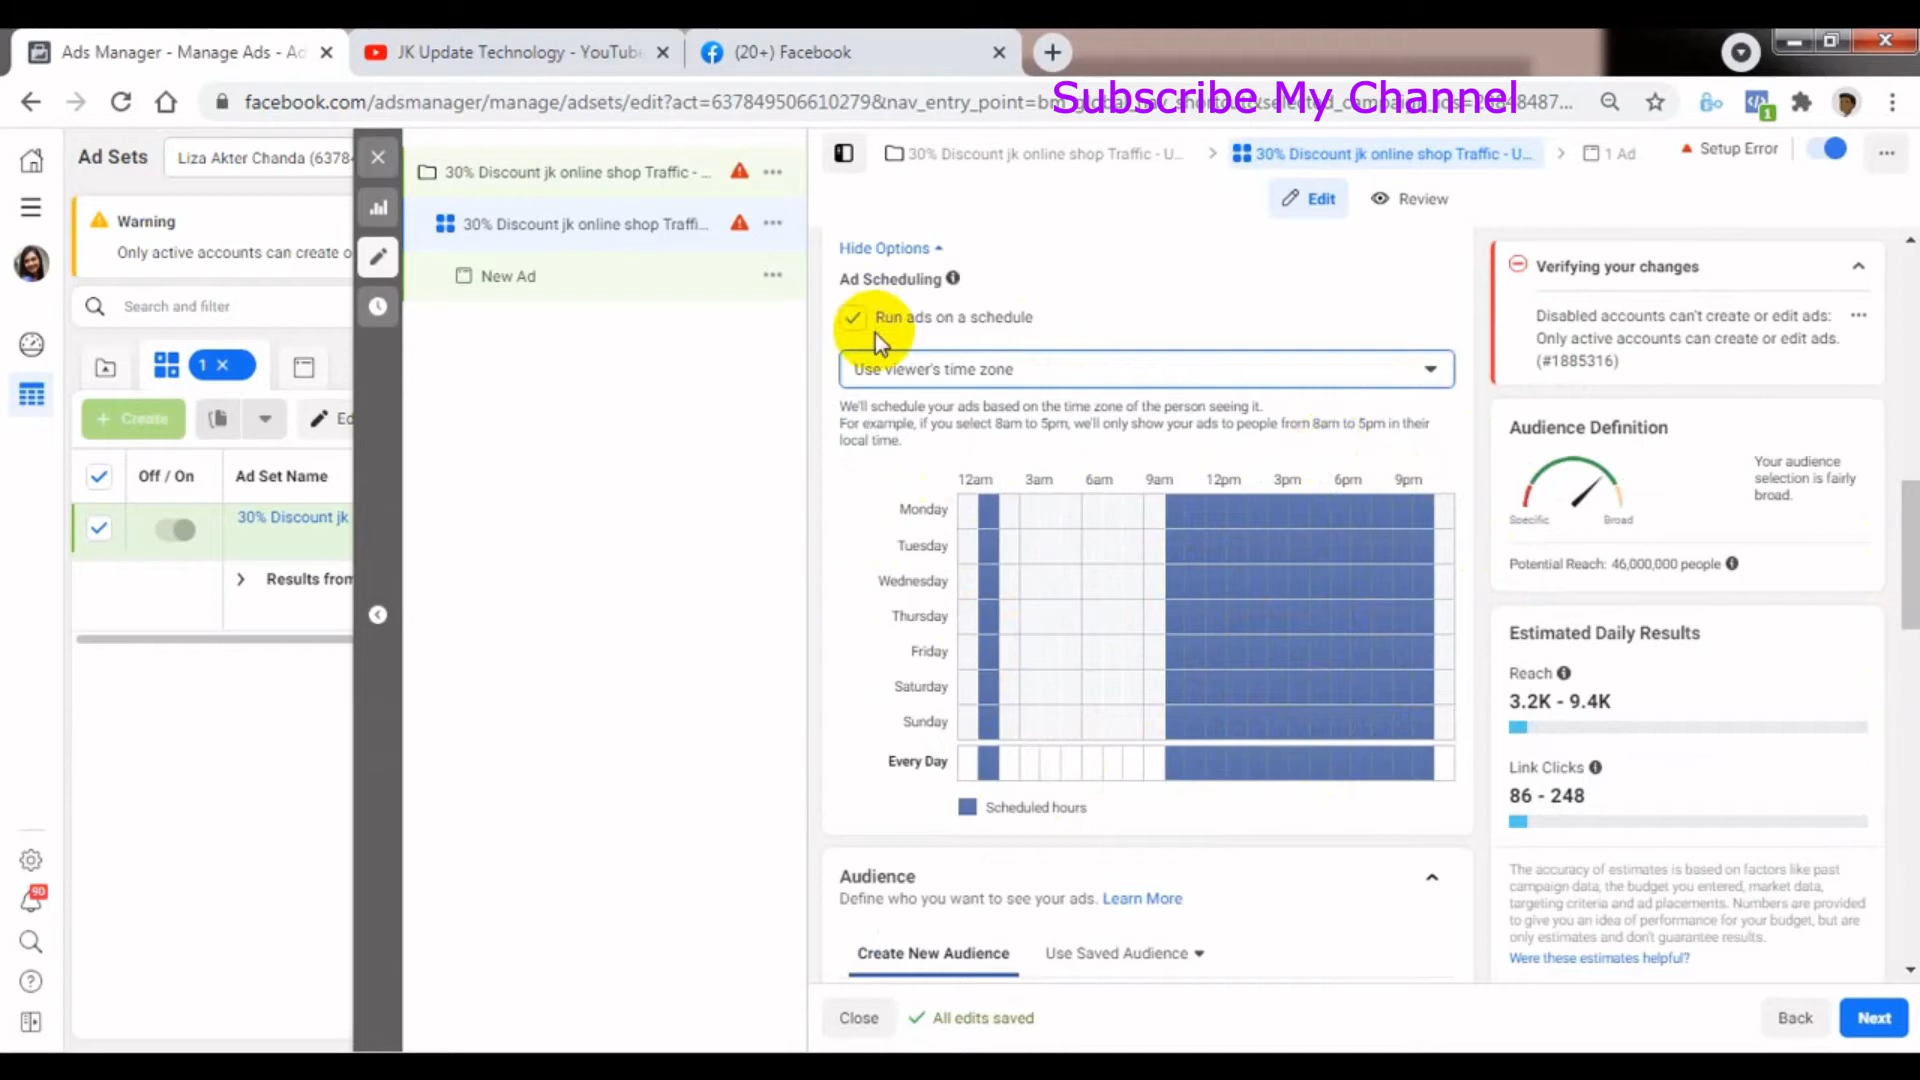 Ads Manager - Manage Ads - Ad
JK Update Technology - YouTube
(20+) Facebook
facebook.com/adsmanager/manage/adsets/edit?act=637849506610279&nav_entry_point=bm_global_nav_shortcut&selected_campaign_ids=
Subscribe My Channel
1
Ad Sets
Liza Akter Chanda (6378
Warning
Only active accounts can create o
Search and filter
1
Create
Ed
Off / On
Ad Set Name
30% Discount jk
Results from
90
30% Discount jk online shop Traffic - ...
30% Discount jk online shop Traffi...
New Ad
30% Discount jk online shop Traffic - U...
30% Discount jk online shop Traffic - U...
1 Ad
Setup Error
Edit
Review
Hide Options
Ad Scheduling
Run ads on a schedule
Use viewer's time zone
We'll schedule your ads based on the time zone of the person seeing it.
For example, if you select 8am to 5pm, we'll only show your ads to people from 8am to 5pm in their
local time.
12am 3am 6am 9am 12pm 3pm 6pm 9pm
Monday
Tuesday
Wednesday
Thursday
Friday
Saturday
Sunday
Every Day
Scheduled hours
Audience
Define who you want to see your ads. Learn More
Create New Audience
Use Saved Audience
Close
All edits saved
Back
Next
Verifying your changes
Disabled accounts can't create or edit ads:
Only active accounts can create or edit ads.
(#1885316)
Audience Definition
Specific
Broad
Your audience
selection is fairly
broad.
Potential Reach: 46,000,000 people
Estimated Daily Results
Reach
3.2K - 9.4K
Link Clicks
86 - 248
The accuracy of estimates is based on factors like past
campaign data, the budget you entered, market data,
targeting criteria and ad placements. Numbers are provided
to give you an idea of performance for your budget, but are
only estimates and don't guarantee results.
Were these estimates helpful?